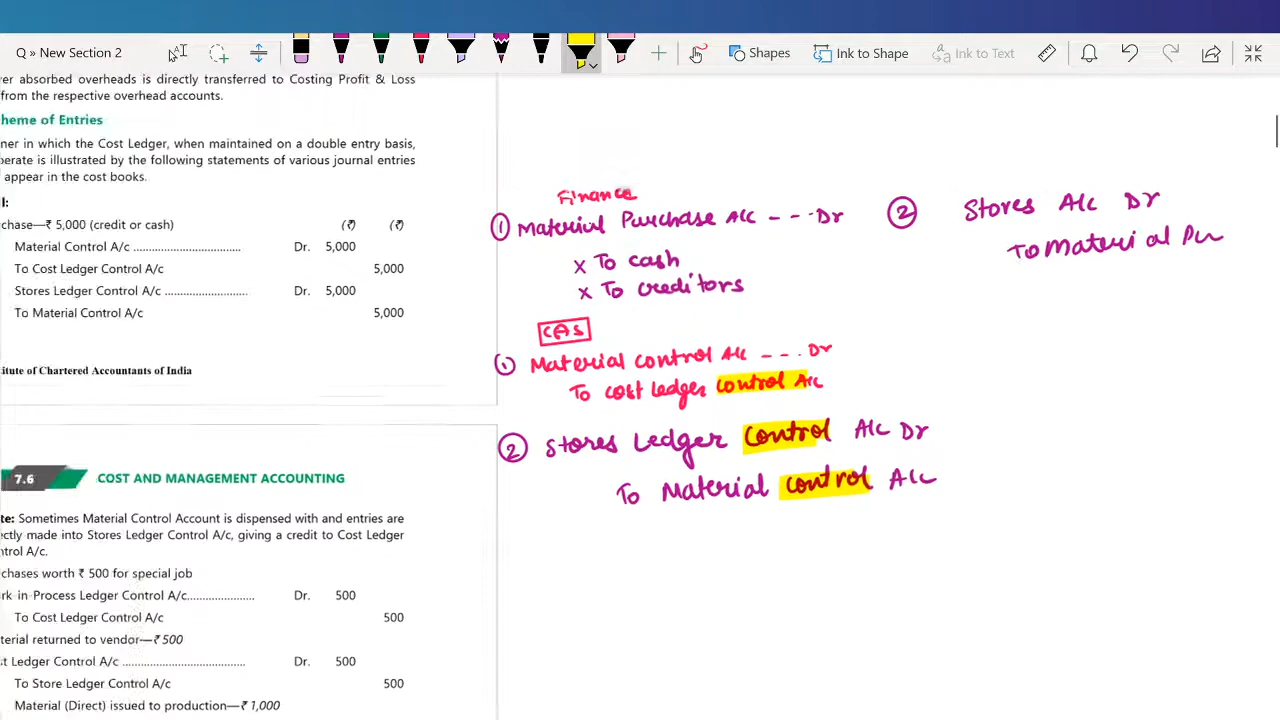 Q » New Section 2
Shapes
Ink to Shape
Ink to Text
er absorbed overheads is directly transferred to Costing Profit & Loss
from the respective overhead accounts.
heme of Entries
ner in which the Cost Ledger, when maintained on a double entry basis,
perate is illustrated by the following statements of various journal entries
appear in the cost books.
l:
rchase—₹ 5,000 (credit or cash) (₹) (₹)
Material Control A/c ...................................... Dr. 5,000
To Cost Ledger Control A/c 5,000
Stores Ledger Control A/c ............................. Dr. 5,000
To Material Control A/c 5,000
itute of Chartered Accountants of India
7.6 COST AND MANAGEMENT ACCOUNTING
te: Sometimes Material Control Account is dispensed with and entries are
ectly made into Stores Ledger Control A/c, giving a credit to Cost Ledger
ntrol A/c.
chases worth ₹ 500 for special job
rk-in-Process Ledger Control A/c........................ Dr. 500
To Cost Ledger Control A/c 500
terial returned to vendor—₹ 500
t Ledger Control A/c ........................................... Dr. 500
To Store Ledger Control A/c 500
Material (Direct) issued to production—₹ 1,000
Finance
① Material Purchase A/c - - - Dr
x To cash
x To creditors
CAs
① Material control A/c - - - Dr
To cost ledger control A/c
② Stores Ledger Control A/c Dr
To Material control A/c
② Stores A/c Dr
To Material Pur